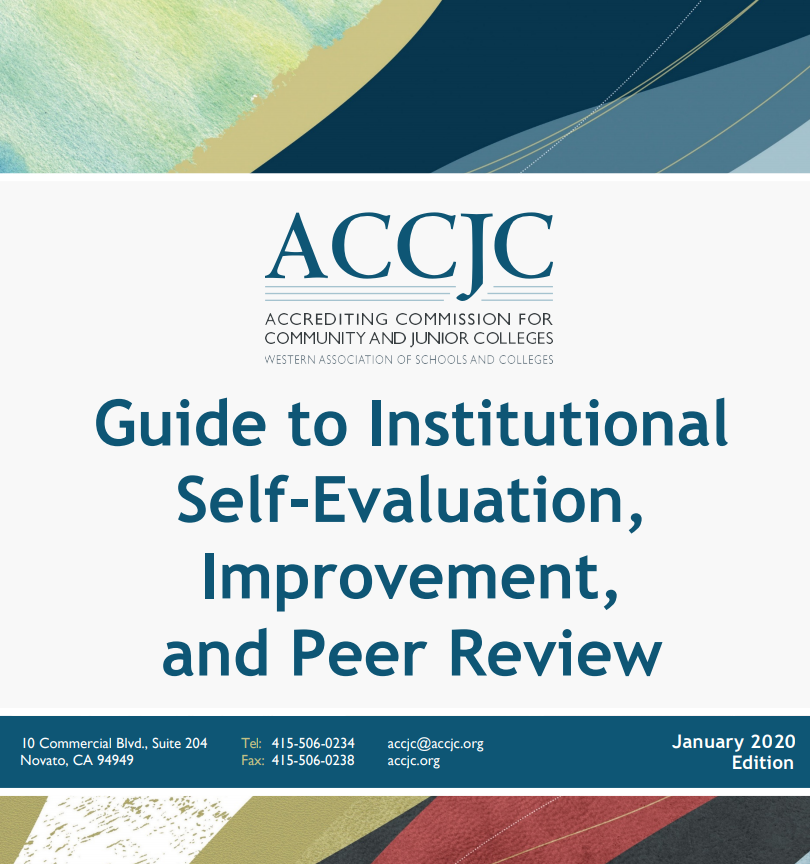 ACCJC
ACCREDITING COMMISSION FOR
COMMUNITY AND JUNIOR COLLEGES
WESTERN ASSOCIATION OF SCHOOLS AND COLLEGES
Guide to Institutional
Self-Evaluation,
Improvement,
and Peer Review
10 Commercial Blvd., Suite 204
Novato, CA 94949
Tel: 415-506-0234
Fax: 415-506-0238
accjc@accjc.org
accjc.org
January 2020
Edition